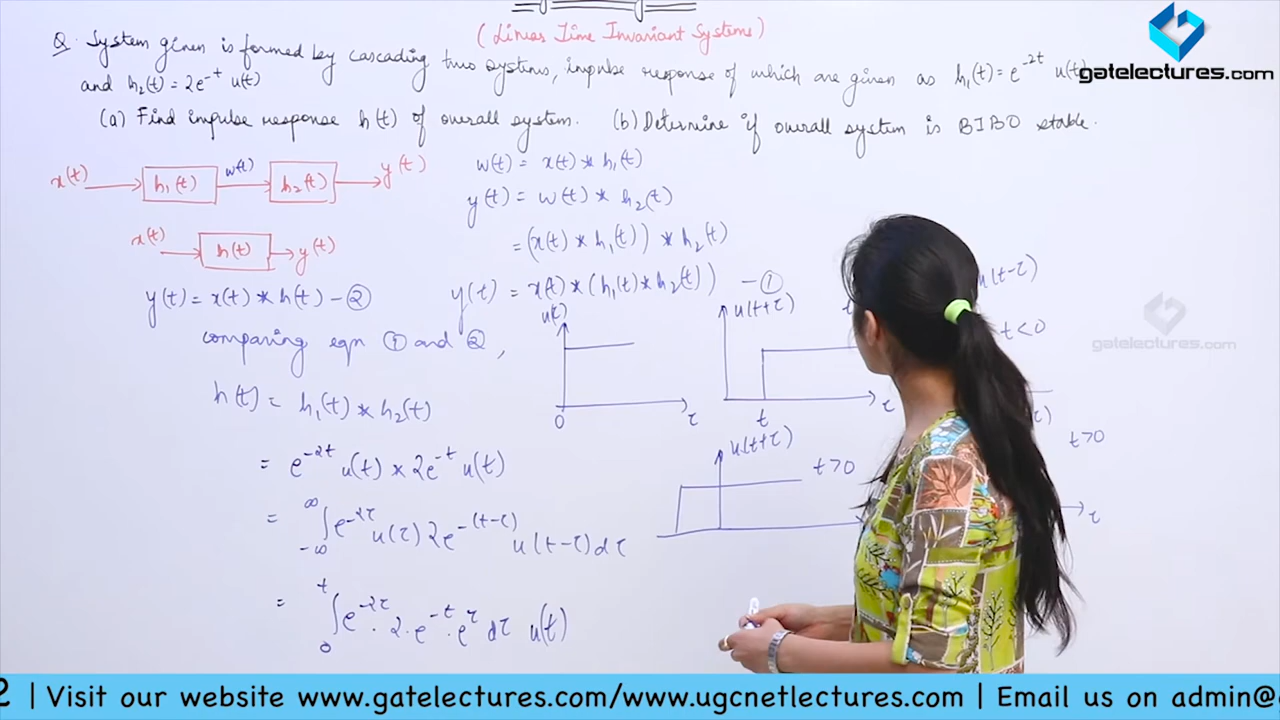 (Linear Time Invariant Systems)
Q. System given is formed by cascading two systems, impulse response of which are given as h₁(t) = e^{-2t} u(t)
and h₂(t) = 2e^{-t} u(t)
(a) Find impulse response h(t) of overall system. (b) Determine if overall system is BIBO stable.
x(t) h₁(t) w(t) h₂(t) y(t)
x(t) h(t) y(t)
y(t) = x(t) * h(t) – ②
comparing eqn ① and ②,
h(t) = h₁(t) * h₂(t)
= e^{-2t} u(t) * 2e^{-t} u(t)
= ∫_{-∞}^{∞} e^{-2τ} u(τ) 2e^{-(t-τ)} u(t-τ) dτ
= ∫_{0}^{t} e^{-2τ} · 2 · e^{-t} · e^{τ} dτ u(t)
w(t) = x(t) * h₁(t)
y(t) = w(t) * h₂(t)
= (x(t) * h₁(t)) * h₂(t)
y(t) = x(t) * (h₁(t) * h₂(t)) – ①
u(τ)
0 τ
u(t+τ)
t τ
u(t+τ)
t>0
u(t-τ)
t<0
t>0
τ
gatelectures.com
gatelectures.com
2 | Visit our website www.gatelectures.com/www.ugcnetlectures.com | Email us on admin@g